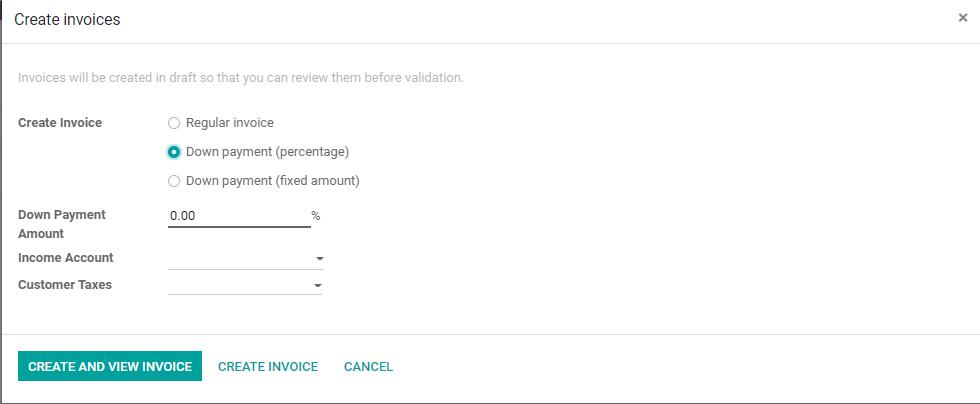 Create invoices ×
Invoices will be created in draft so that you can review them before validation.
Create Invoice Regular invoice
Down payment (percentage)
Down payment (fixed amount)
Down Payment 0.00 %
Amount
Income Account
Customer Taxes
CREATE AND VIEW INVOICE CREATE INVOICE CANCEL